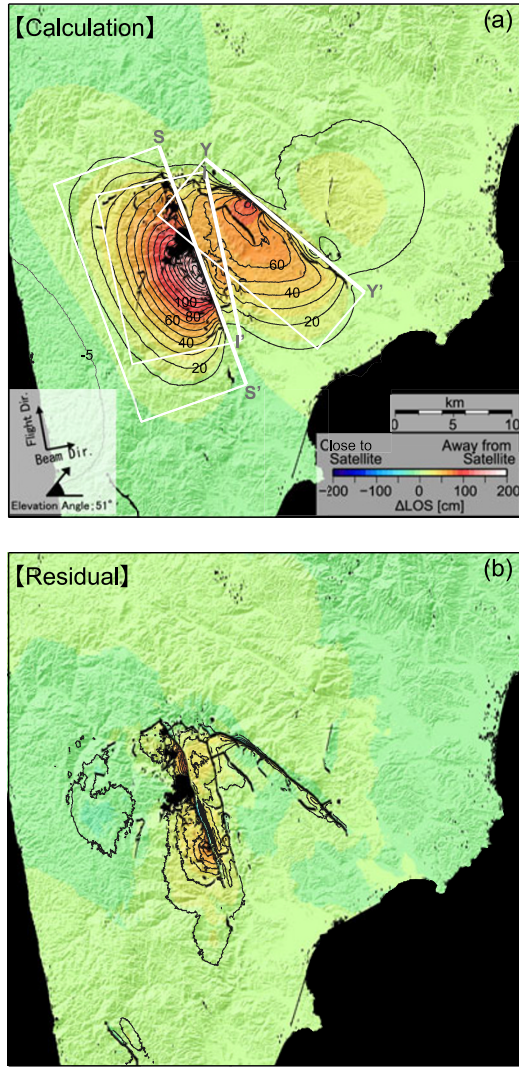 【Calculation】
(a)
S
Y
I
60
40
20
100
80
60
40
20
Y'
I'
S'
-5
Flight Dir.
Beam Dir.
Elevation Angle:51°
km
0 5 10
Close to Satellite
Away from Satellite
-200 -100 0 100 200
ΔLOS [cm]
【Residual】
(b)